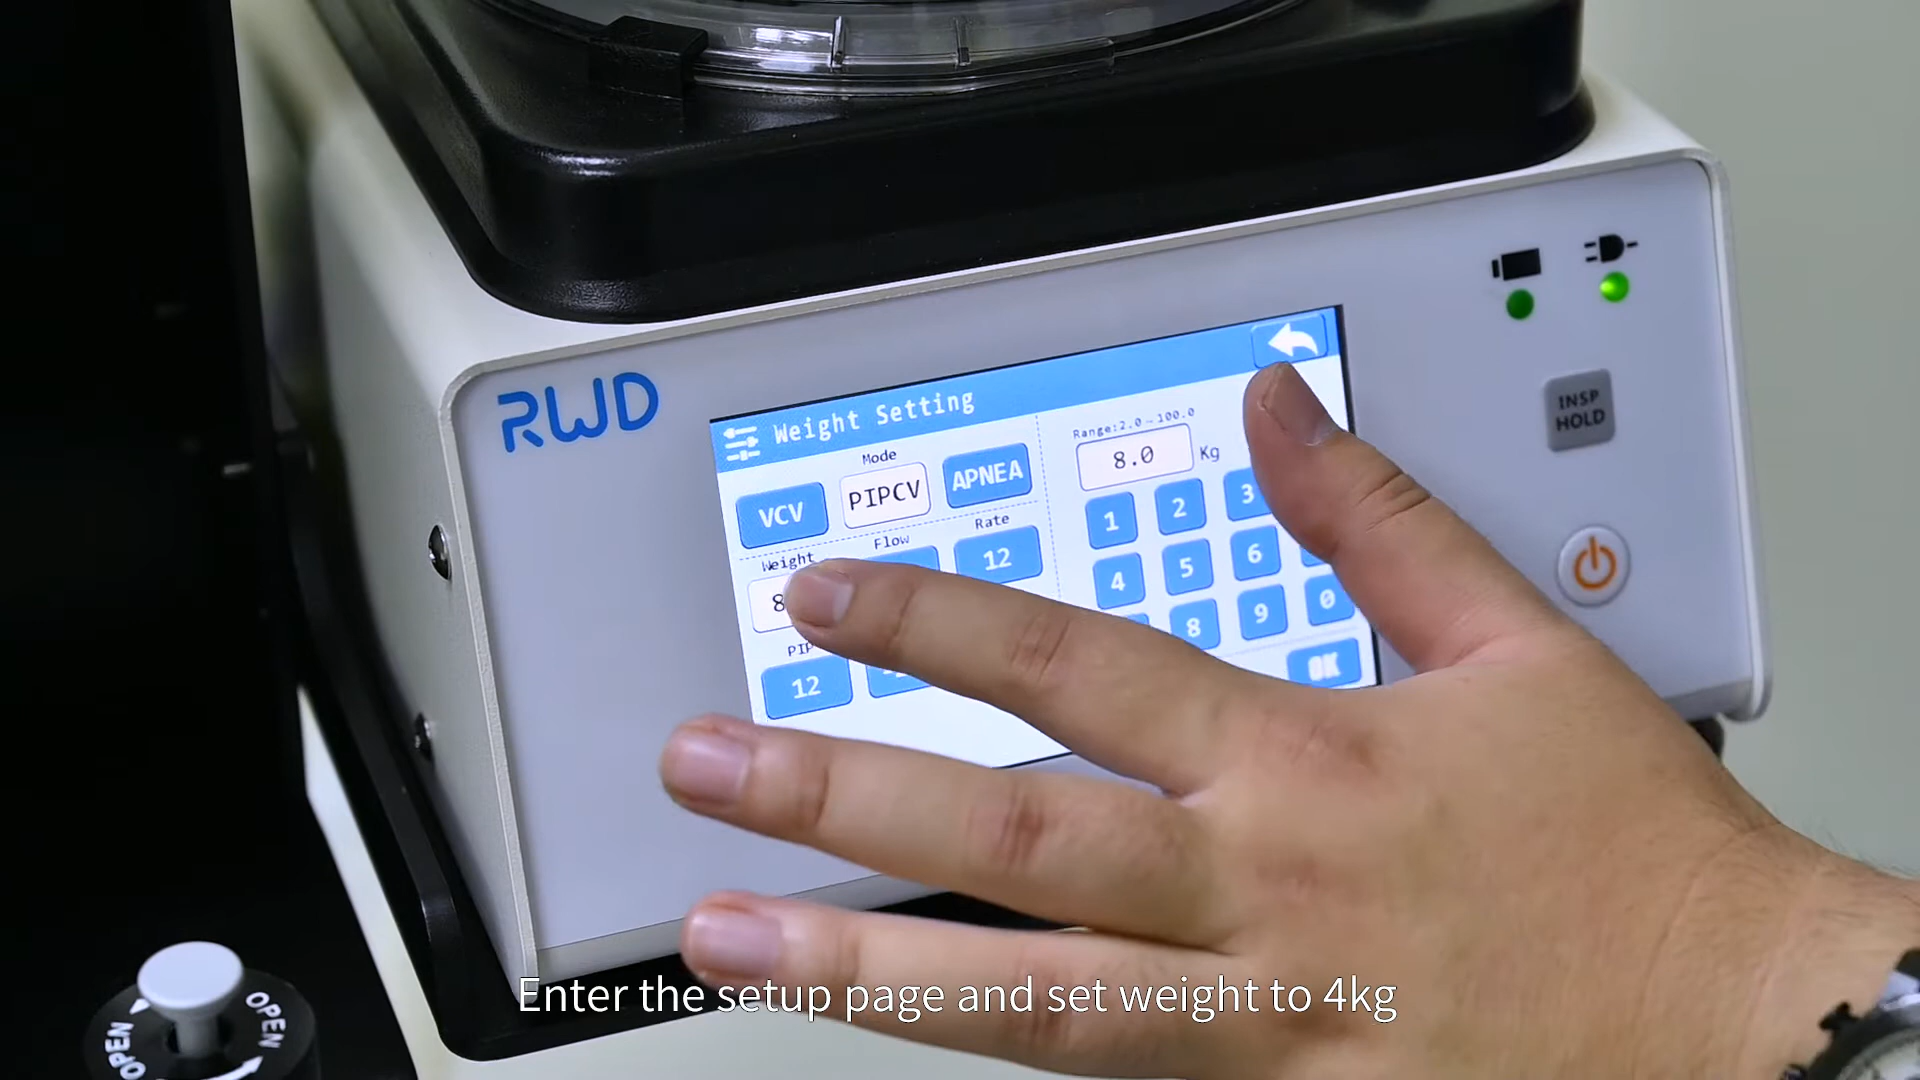 RWD
Weight Setting
Mode
VCV
PIPCV
APNEA
Weight
Flow
Rate
8
12
PIP
12
Range:2.0~100.0
8.0
Kg
1
2
3
4
5
6
8
9
0
OK
INSP
HOLD
OPEN
OPEN
Enter the setup page and set weight to 4kg